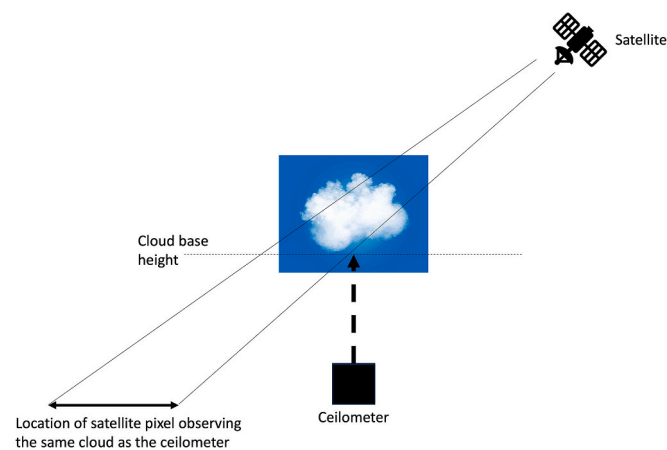 Satellite
Cloud base
height
Ceilometer
Location of satellite pixel observing
the same cloud as the ceilometer